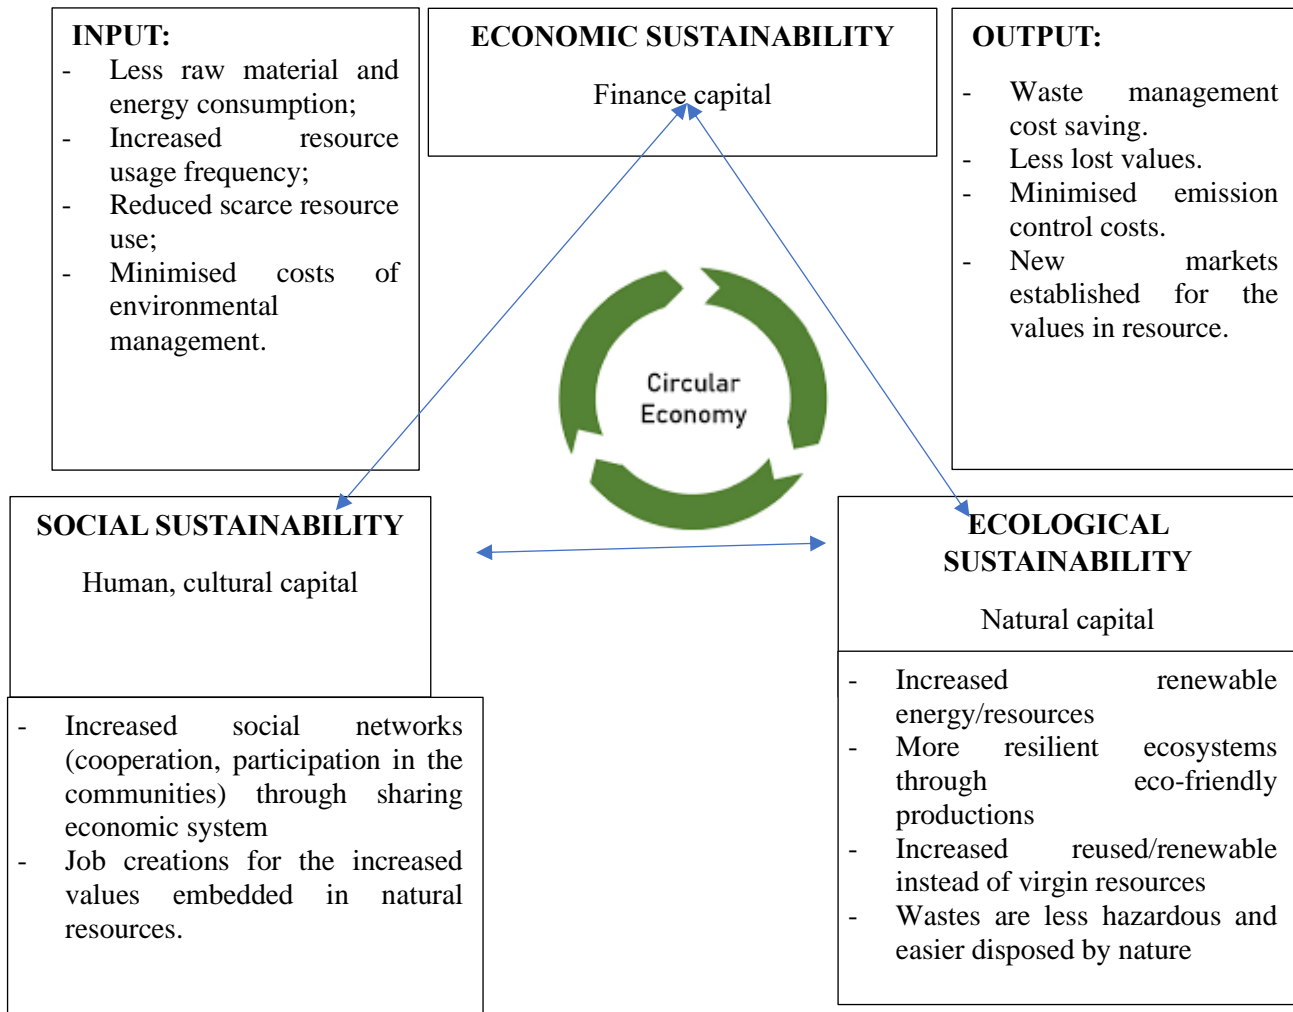 INPUT:
- Less raw material and
energy consumption;
- Increased resource
usage frequency;
- Reduced scarce resource
use;
- Minimised costs of
environmental
management.
ECONOMIC SUSTAINABILITY
Finance capital
OUTPUT:
- Waste management
cost saving.
- Less lost values.
- Minimised emission
control costs.
- New markets
established for the
values in resource.
Circular
Economy
SOCIAL SUSTAINABILITY
Human, cultural capital
- Increased social networks
(cooperation, participation in the
communities) through sharing
economic system
- Job creations for the increased
values embedded in natural
resources.
ECOLOGICAL
SUSTAINABILITY
Natural capital
- Increased renewable
energy/resources
- More resilient ecosystems
through eco-friendly
productions
- Increased reused/renewable
instead of virgin resources
- Wastes are less hazardous and
easier disposed by nature